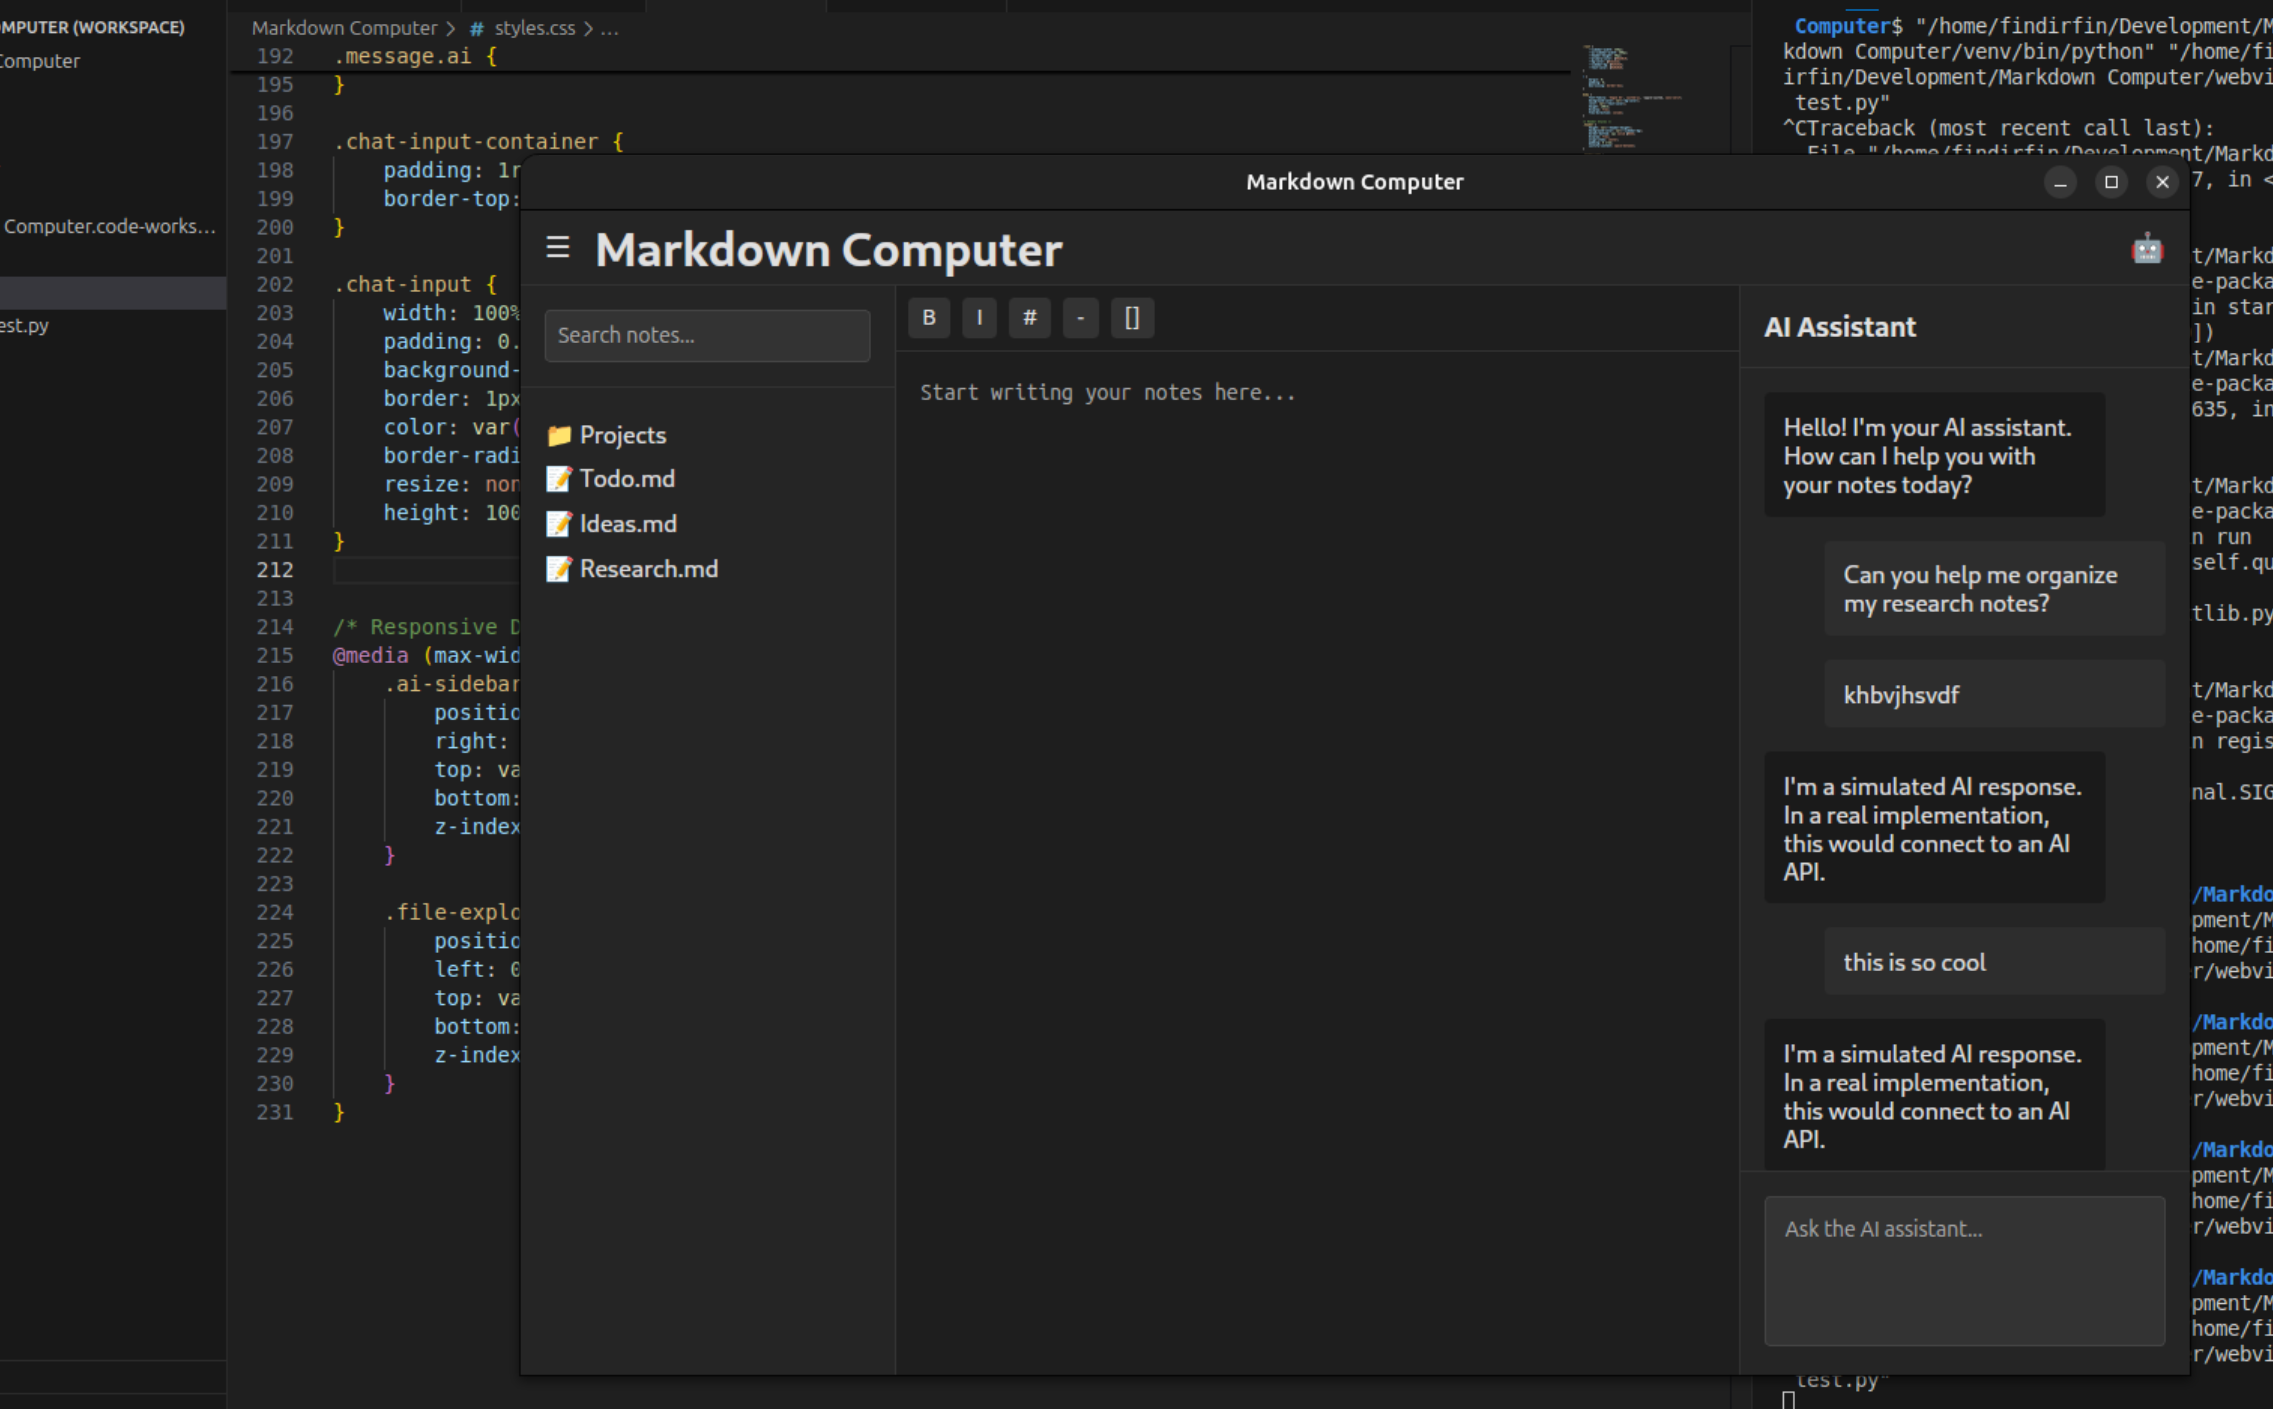 OMPUTER (WORKSPACE)
Computer
Computer.code-works...
est.py
Markdown Computer > # styles.css > ...
192 .message.ai {
195 }
196
197 .chat-input-container {
198 padding: 1r
199 border-top:
200 }
201
202 .chat-input {
203 width: 100%
204 padding: 0.
205 background-
206 border: 1px
207 color: var(
208 border-radi
209 resize: non
210 height: 100
211 }
212
213
214 /* Responsive D
215 @media (max-wid
216 .ai-sidebar
217 positio
218 right:
219 top: va
220 bottom:
221 z-index
222 }
223
224 .file-explo
225 positio
226 left: 0
227 top: va
228 bottom:
229 z-index
230 }
231 }
Markdown Computer
☰ Markdown Computer
Search notes...
📁 Projects
📝 Todo.md
📝 Ideas.md
📝 Research.md
B I # - []
Start writing your notes here...
AI Assistant
Hello! I'm your AI assistant.
How can I help you with
your notes today?
Can you help me organize
my research notes?
khbvjhsvdf
I'm a simulated AI response.
In a real implementation,
this would connect to an AI
API.
this is so cool
I'm a simulated AI response.
In a real implementation,
this would connect to an AI
API.
Ask the AI assistant...
Computer$ "/home/findirfin/Development/M
kdown Computer/venv/bin/python" "/home/fi
irfin/Development/Markdown Computer/webvi
test.py"
^CTraceback (most recent call last):
File "/home/findirfin/Development/Markd
7, in <
t/Markd
e-packa
in star
])
t/Markd
e-packa
635, in
t/Markd
e-packa
n run
self.qu
tlib.py
t/Markd
e-packa
n regis
nal.SIG
/Markdo
pment/M
home/fi
r/webvi
/Markdo
pment/M
home/fi
r/webvi
/Markdo
pment/M
home/fi
r/webvi
/Markdo
pment/M
home/fi
r/webvi
test.py"